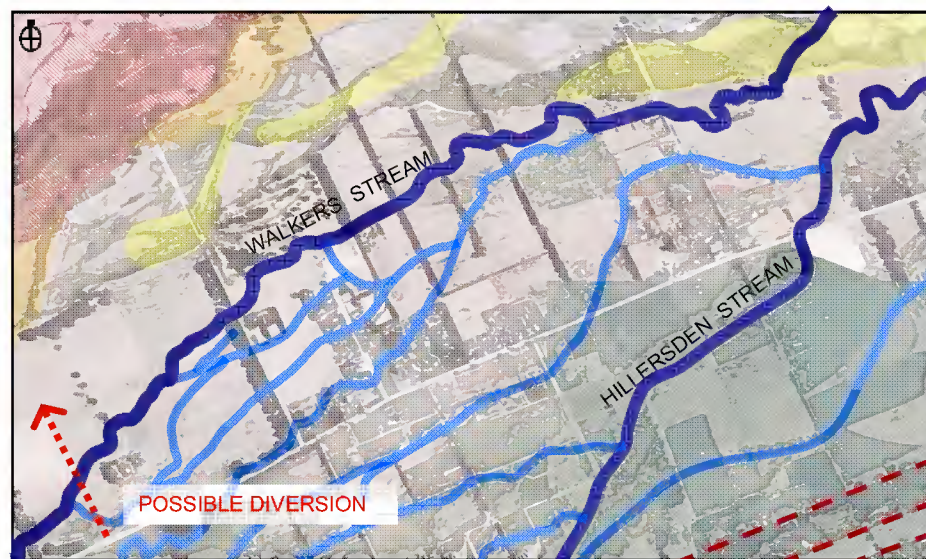 WALKERS STREAM
HILLERSDEN STREAM
POSSIBLE DIVERSION